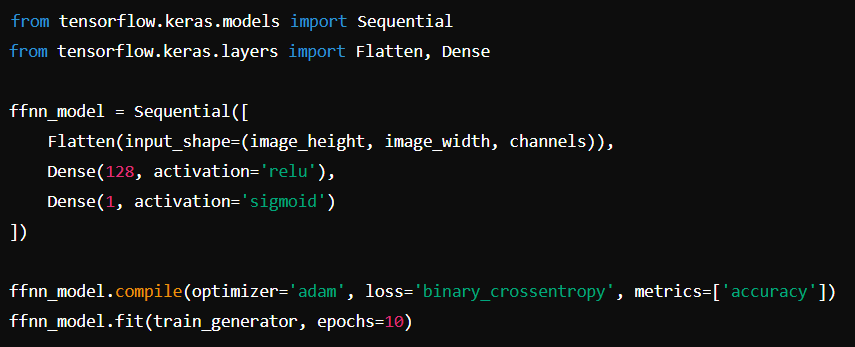 from tensorflow.keras.models import Sequential
from tensorflow.keras.layers import Flatten, Dense

ffnn_model = Sequential([
    Flatten(input_shape=(image_height, image_width, channels)),
    Dense(128, activation='relu'),
    Dense(1, activation='sigmoid')
])

ffnn_model.compile(optimizer='adam', loss='binary_crossentropy', metrics=['accuracy'])
ffnn_model.fit(train_generator, epochs=10)